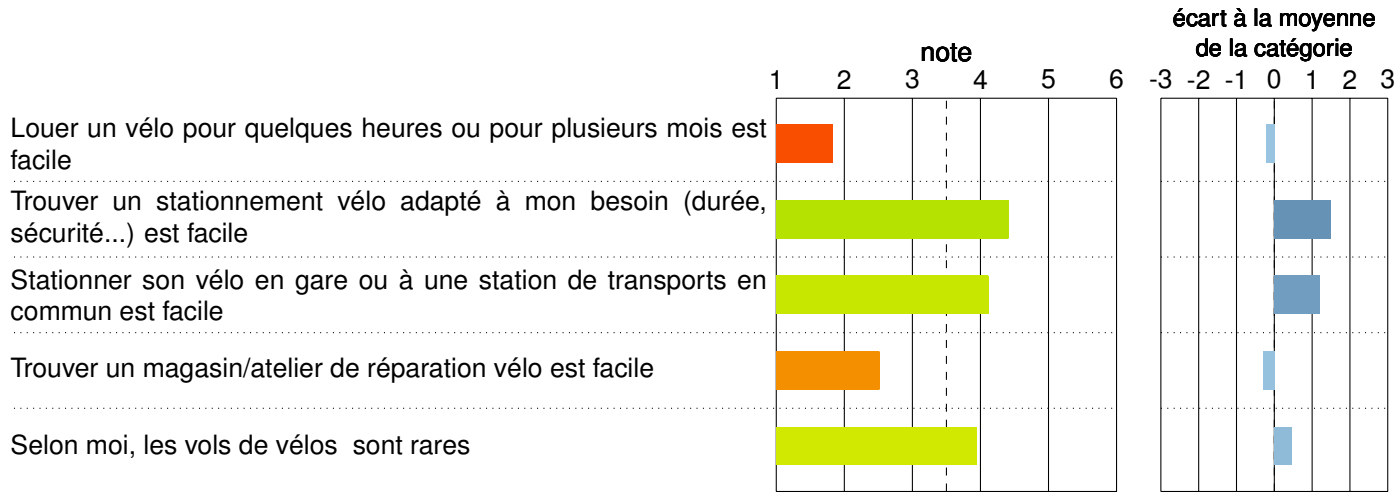 écart à la moyenne
de la catégorie
note
1 2 3 4 5 6
-3 -2 -1 0 1 2 3
Louer un vélo pour quelques heures ou pour plusieurs mois est
facile
Trouver un stationnement vélo adapté à mon besoin (durée,
sécurité...) est facile
Stationner son vélo en gare ou à une station de transports en
commun est facile
Trouver un magasin/atelier de réparation vélo est facile
Selon moi, les vols de vélos sont rares